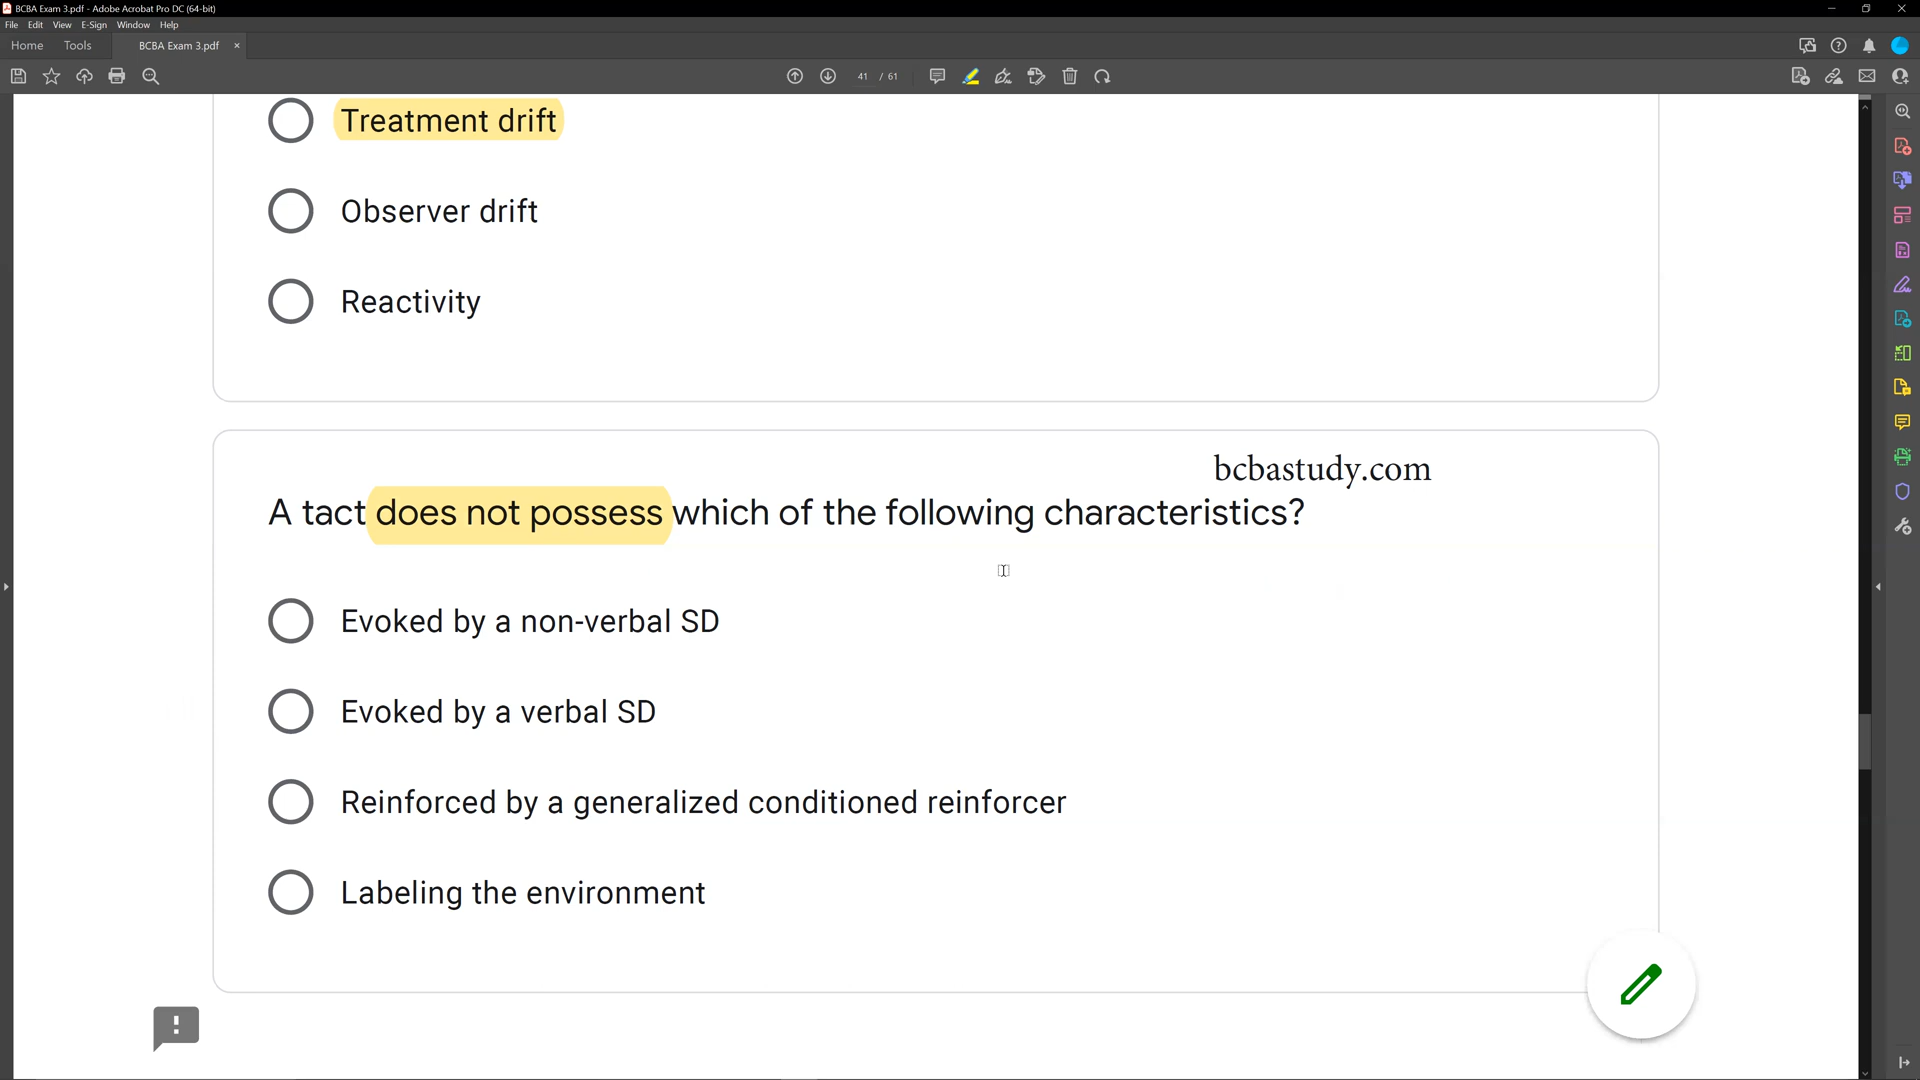 BCBA Exam 3.pdf - Adobe Acrobat Pro DC (64-bit)
File Edit View E-Sign Window Help
Home Tools BCBA Exam 3.pdf ×
41 / 61
Treatment drift
Observer drift
Reactivity
bcbastudy.com
A tact does not possess which of the following characteristics?
Evoked by a non-verbal SD
Evoked by a verbal SD
Reinforced by a generalized conditioned reinforcer
Labeling the environment